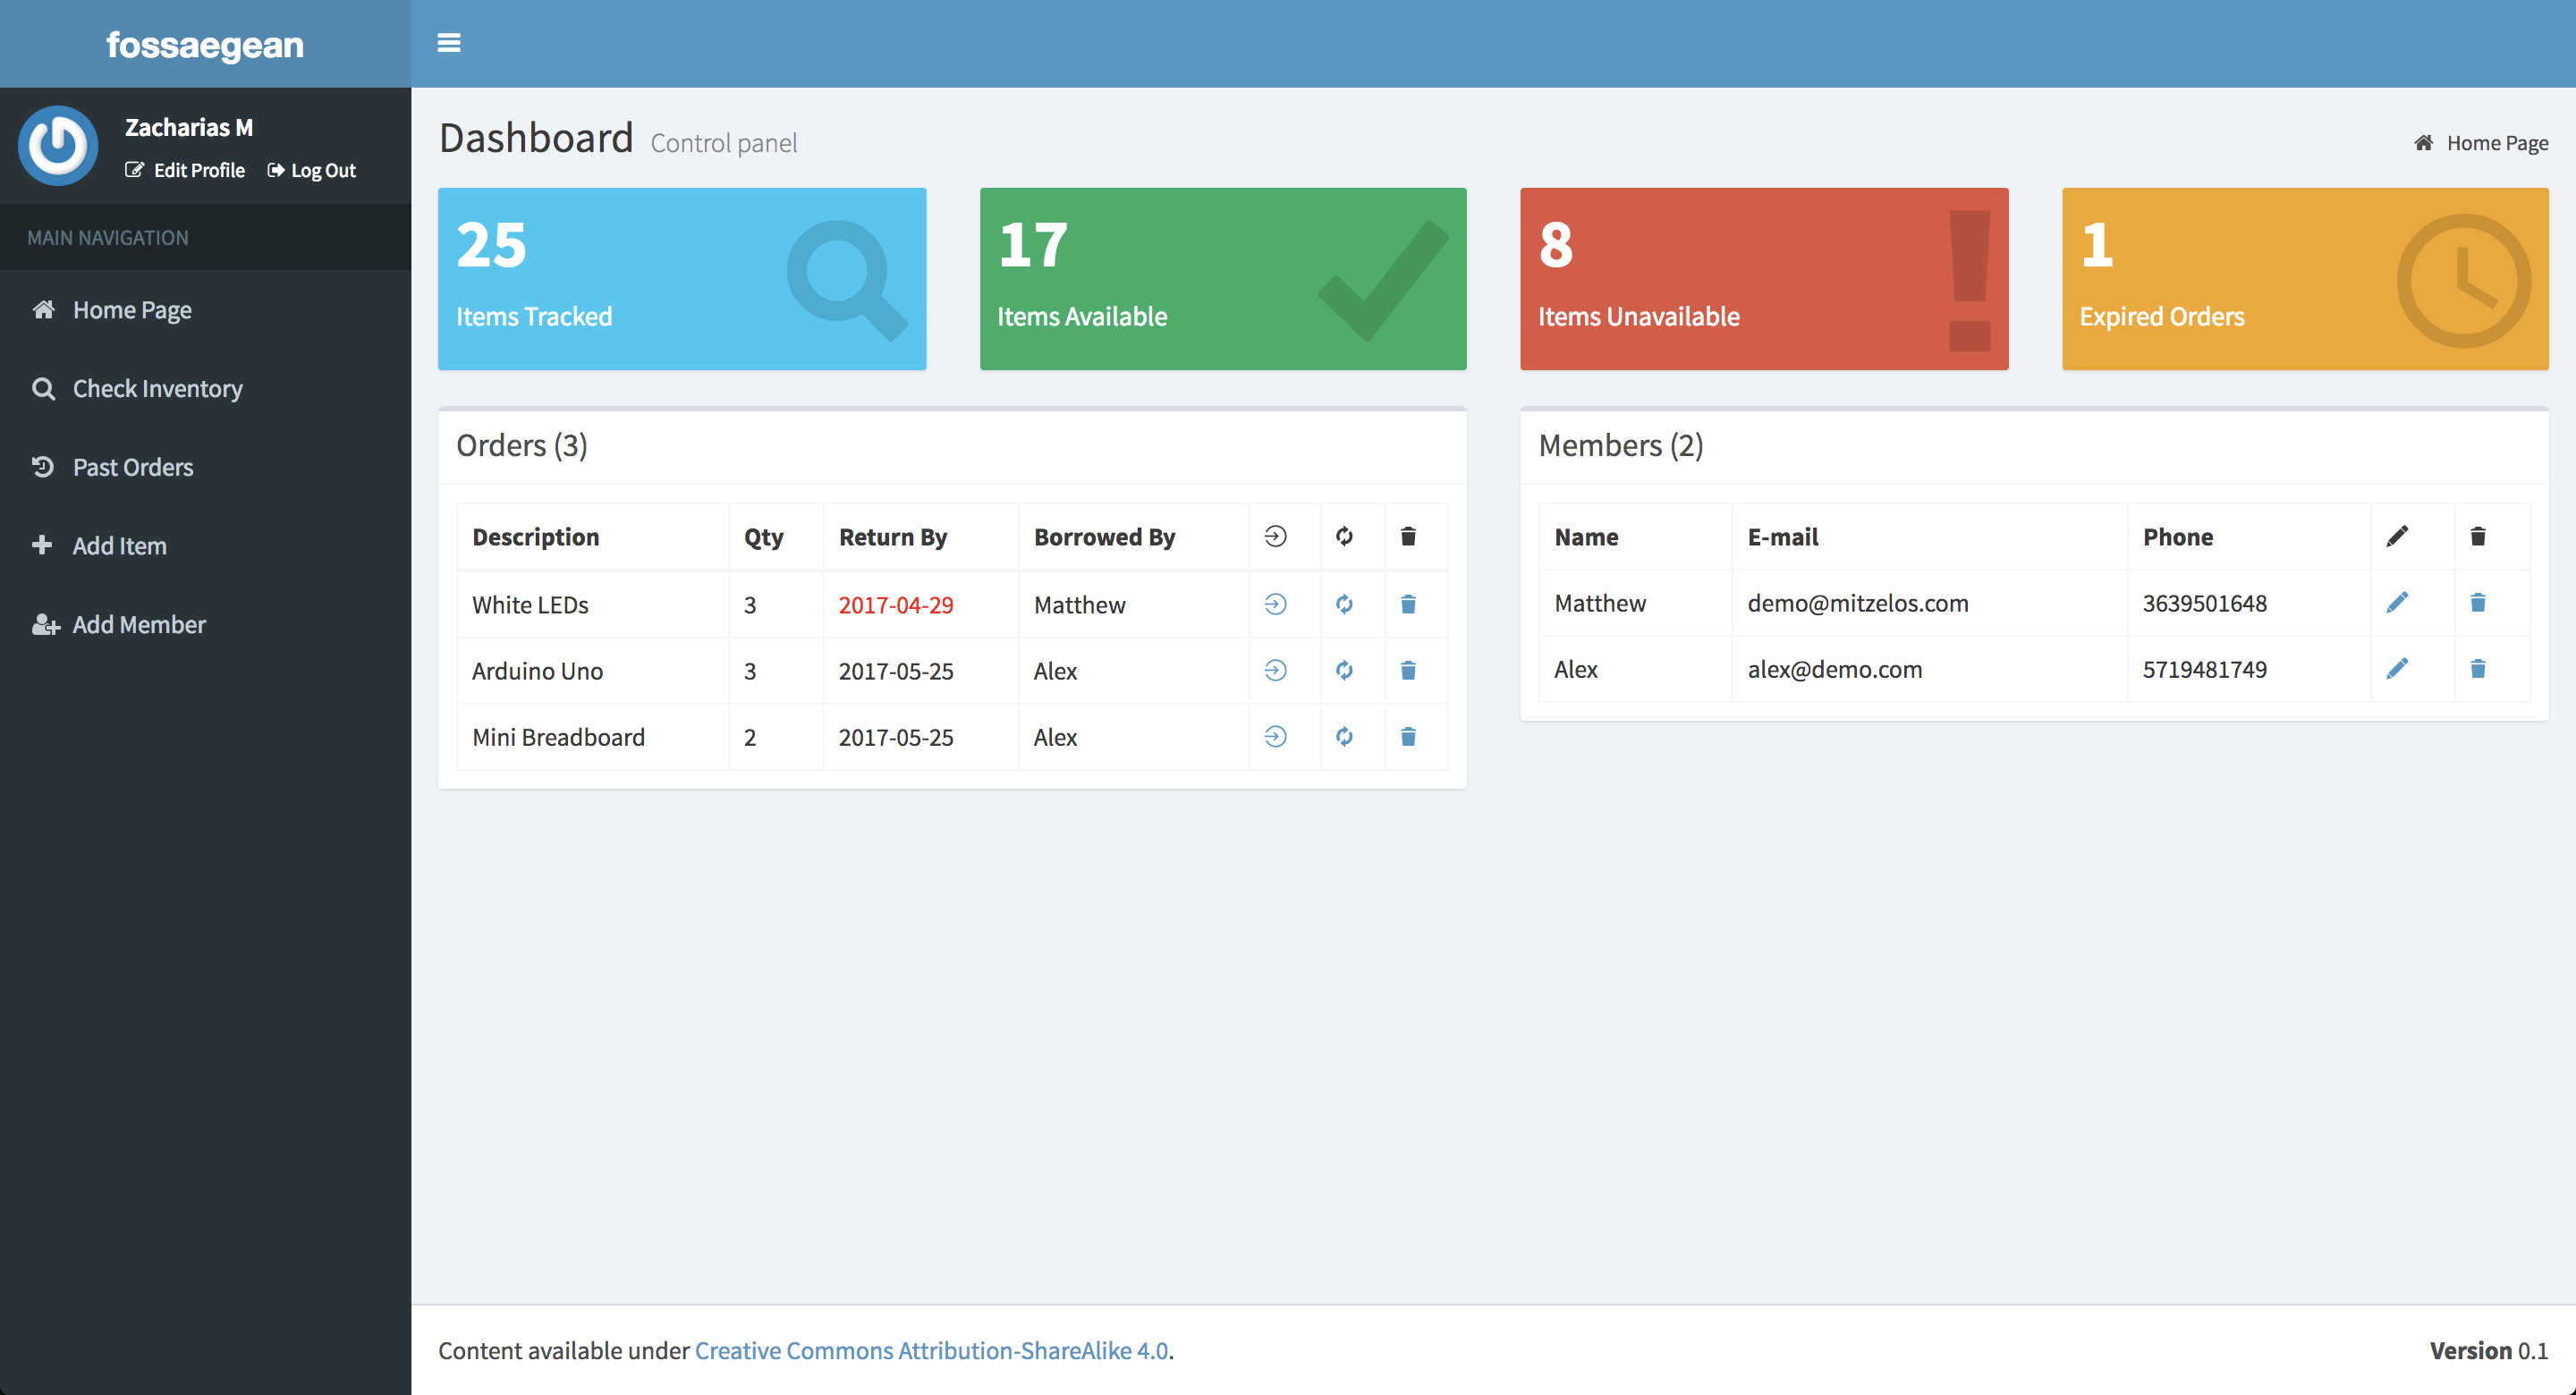 fossaegean
Zacharias M
Edit Profile Log Out
MAIN NAVIGATION
Home Page
Check Inventory
Past Orders
Add Item
Add Member
Dashboard Control panel
Home Page
25
Items Tracked
17
Items Available
8
Items Unavailable
1
Expired Orders
Orders (3)
Description Qty Return By Borrowed By
White LEDs 3 2017-04-29 Matthew
Arduino Uno 3 2017-05-25 Alex
Mini Breadboard 2 2017-05-25 Alex
Members (2)
Name E-mail Phone
Matthew demo@mitzelos.com 3639501648
Alex alex@demo.com 5719481749
Content available under Creative Commons Attribution-ShareAlike 4.0.
Version 0.1